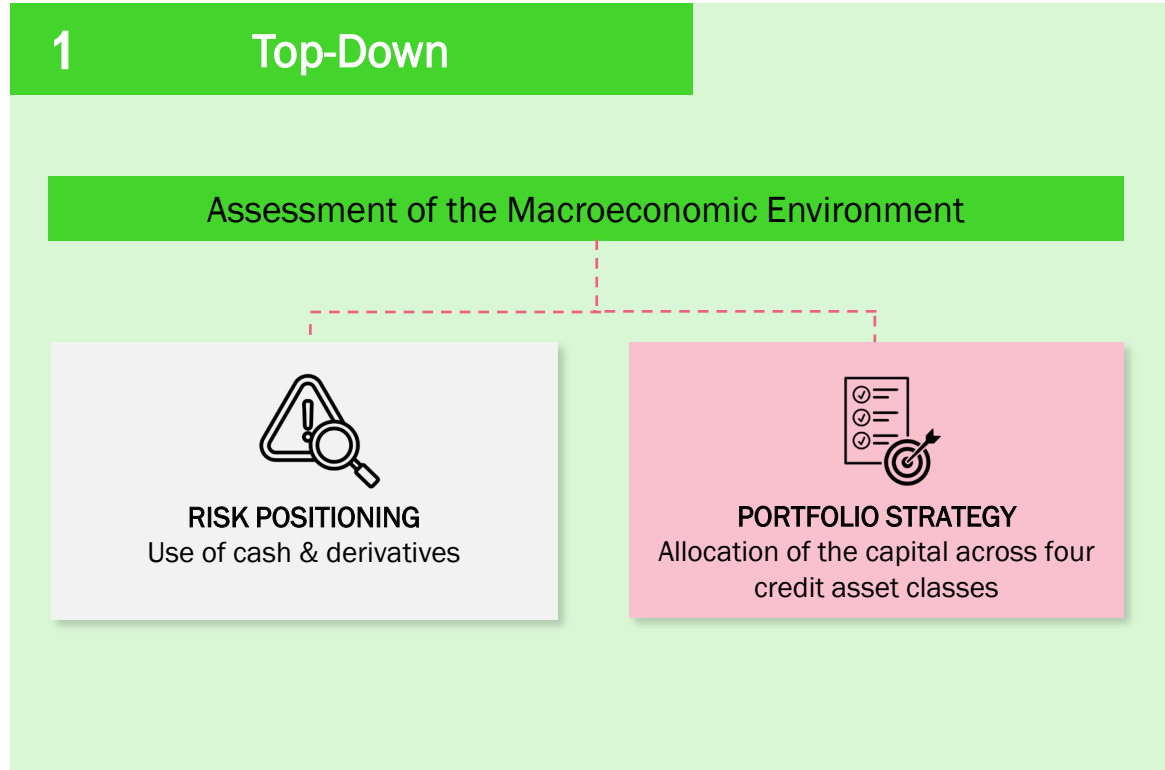 1 Top-Down
Assessment of the Macroeconomic Environment
RISK POSITIONING
Use of cash & derivatives
PORTFOLIO STRATEGY
Allocation of the capital across four
credit asset classes